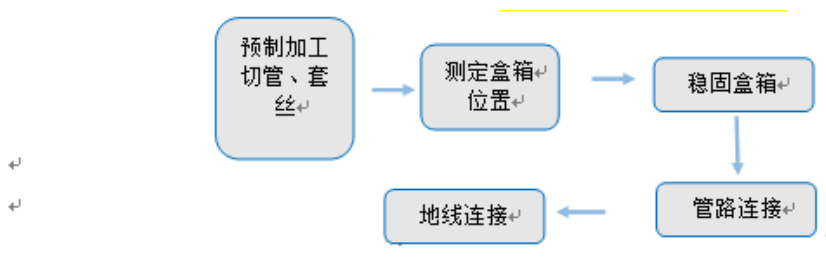 预制加工
切管、套
丝
测定盒箱
位置
稳固盒箱
管路连接
地线连接